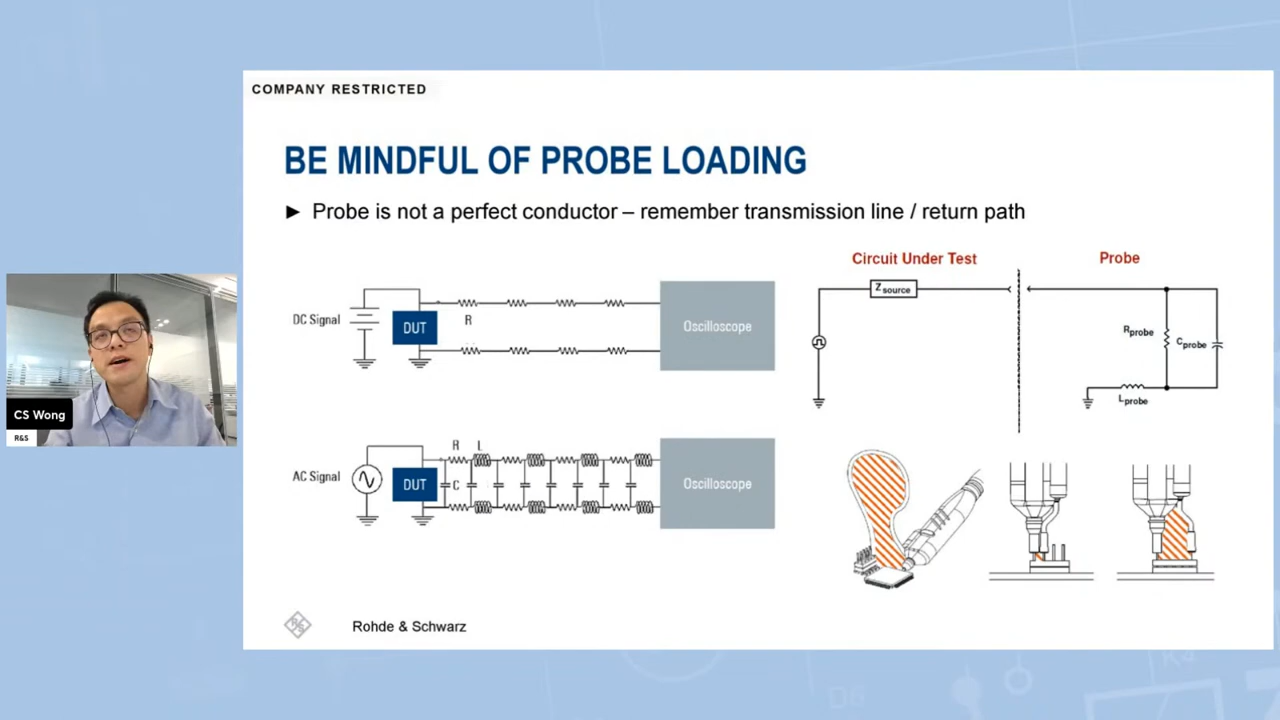 COMPANY RESTRICTED
BE MINDFUL OF PROBE LOADING
► Probe is not a perfect conductor – remember transmission line / return path
Circuit Under Test
Probe
Zsource
DC Signal
DUT
R
Oscilloscope
Rprobe
Cprobe
Lprobe
CS Wong
R&S
AC Signal
DUT
R L
C
Oscilloscope
R&S
Rohde & Schwarz